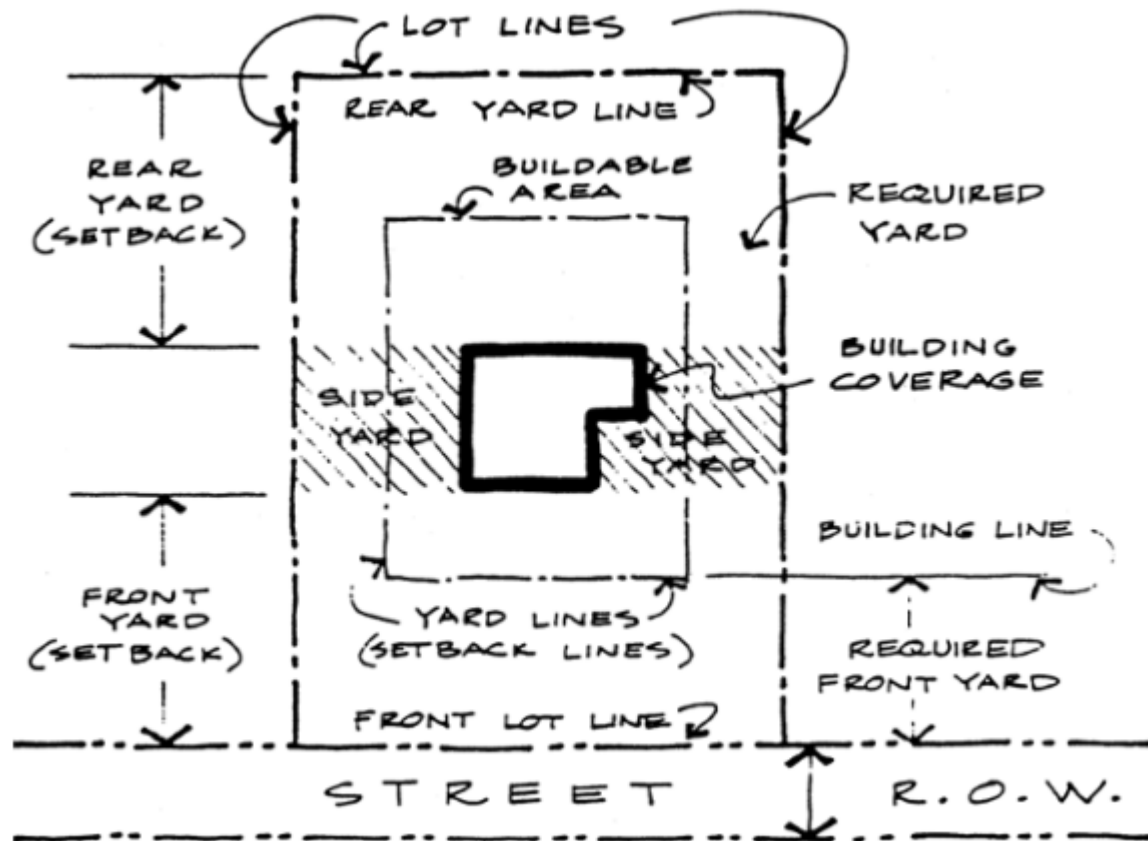 LOT LINES
REAR YARD LINE
BUILDABLE
AREA
REAR
YARD
(SETBACK)
REQUIRED
YARD
BUILDING
COVERAGE
SIDE
YARD
SIDE
YARD
BUILDING LINE
FRONT
YARD
(SETBACK)
YARD LINES
(SETBACK LINES)
REQUIRED
FRONT YARD
FRONT LOT LINE
STREET
R.O.W.